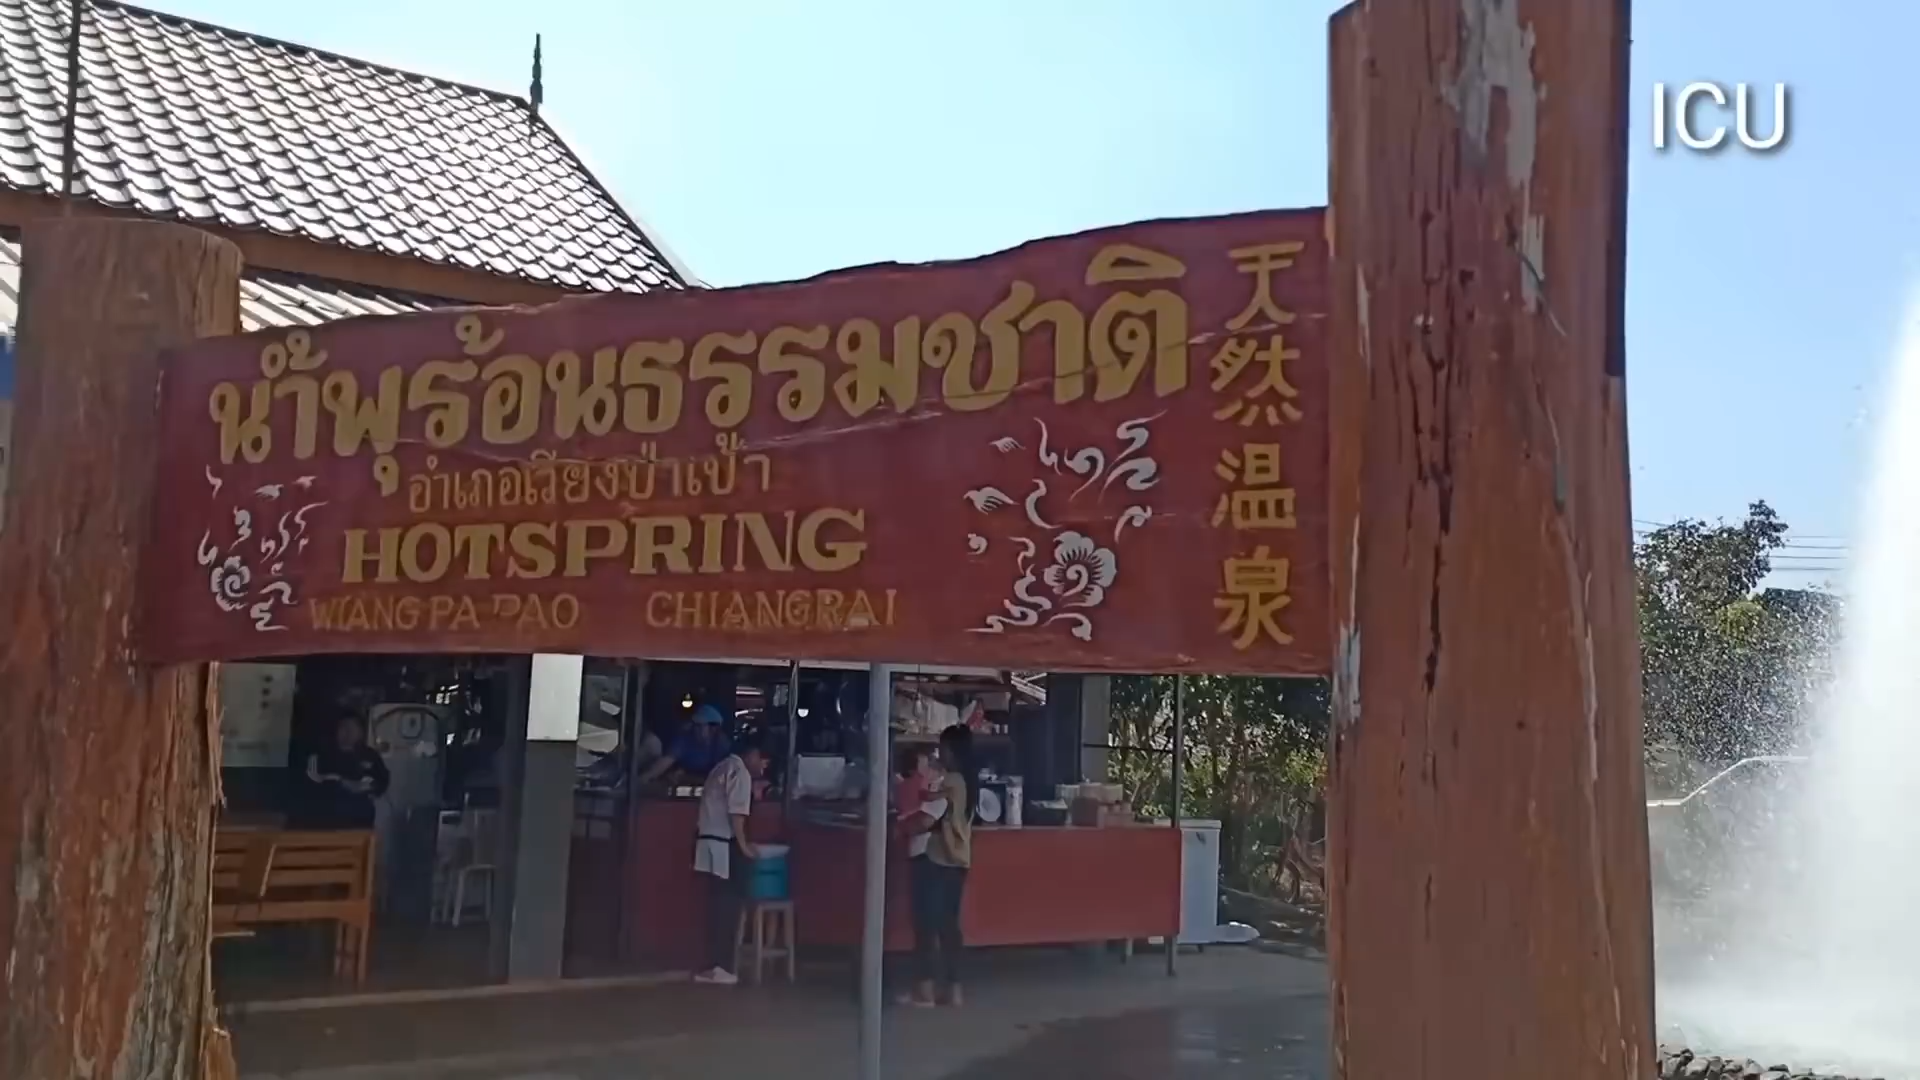 ICU
น้ำพุร้อนธรรมชาติ
อำเภอเวียงป่าเป้า
HOTSPRING
WIANG PA PAO CHIANGRAI
天然温泉